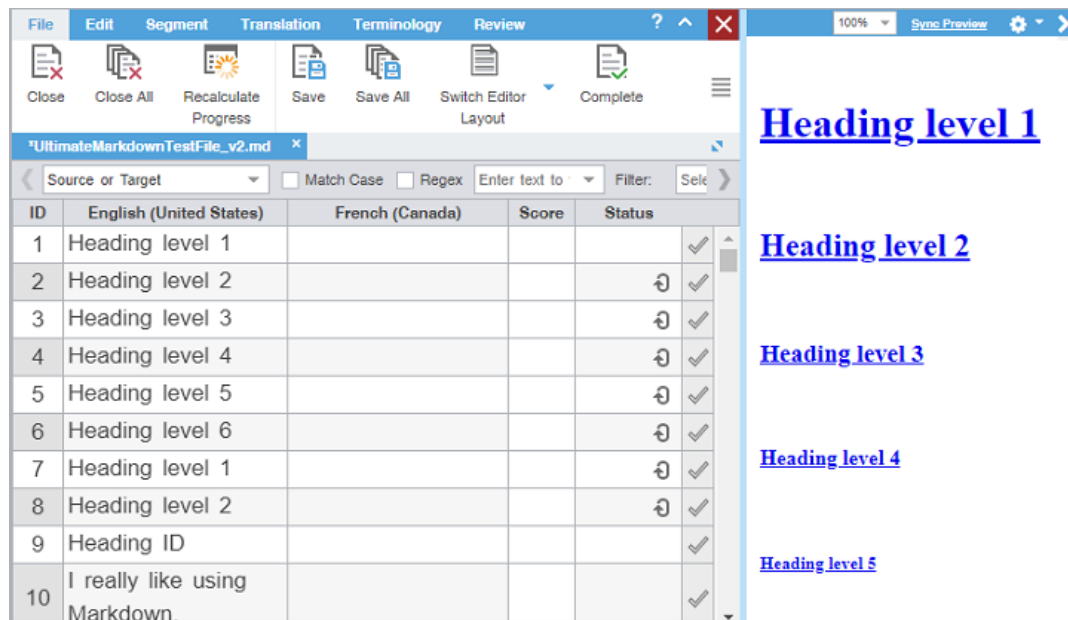 File Edit Segment Translation Terminology Review ?
100% Sync Preview
Close Close All Recalculate Progress Save Save All Switch Editor Layout Complete
*UltimateMarkdownTestFile_v2.md ×
Source or Target Match Case Regex Enter text to Filter: Sele
ID English (United States) French (Canada) Score Status
1 Heading level 1
2 Heading level 2
3 Heading level 3
4 Heading level 4
5 Heading level 5
6 Heading level 6
7 Heading level 1
8 Heading level 2
9 Heading ID
10 I really like using
Markdown.
Heading level 1
Heading level 2
Heading level 3
Heading level 4
Heading level 5